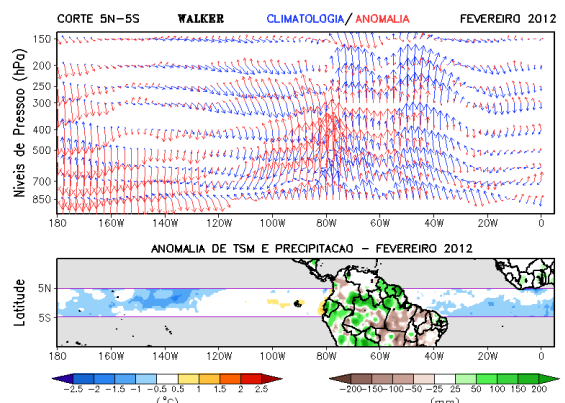 CORTE 5N-5S WALKER CLIMATOLOGIA/ANOMALIA FEVEREIRO 2012
Níveis de Pressao (hPa)
150
200
250
300
400
500
700
850
180 160W 140W 120W 100W 80W 60W 40W 20W 0
ANOMALIA DE TSM E PRECIPITACAO - FEVEREIRO 2012
Latitude
5N
5S
180 160W 140W 120W 100W 80W 60W 40W 20W 0
-2.5 -2 -1.5 -1 -0.5 0.5 1 1.5 2 2.5
(°C)
-200 -150 -100 -50 -25 25 50 100 150 200
(mm)